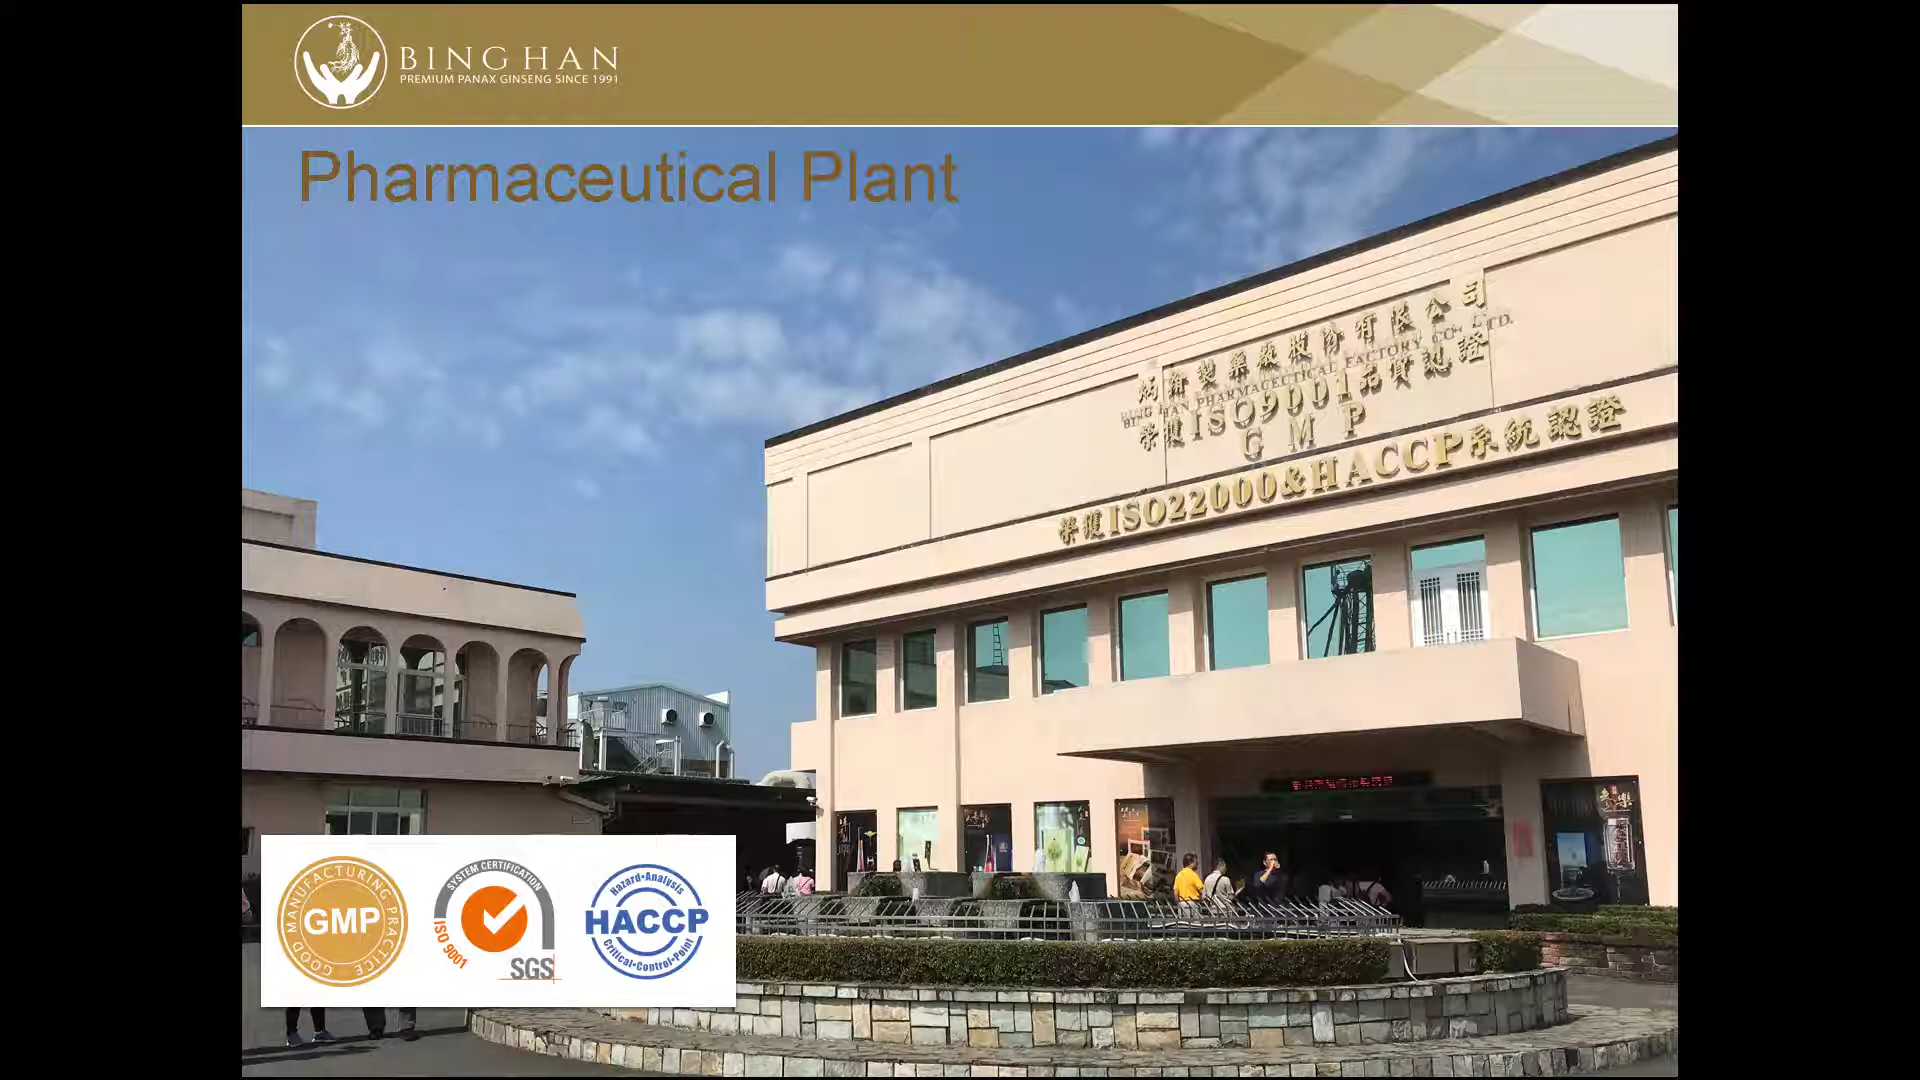 BINGHAN
PREMIUM PANAX GINSENG SINCE 1991
Pharmaceutical Plant
炳翰製藥廠股份有限公司
BING HAN PHARMACEUTICAL FACTORY CO., LTD.
榮獲ISO9001品質認證
GMP
榮獲ISO22000&HACCP系統認證
GOOD MANUFACTURING PRACTICE
GMP
SYSTEM CERTIFICATION
ISO 9001
SGS
Hazard•Analysis
HACCP
Critical•Control•Point